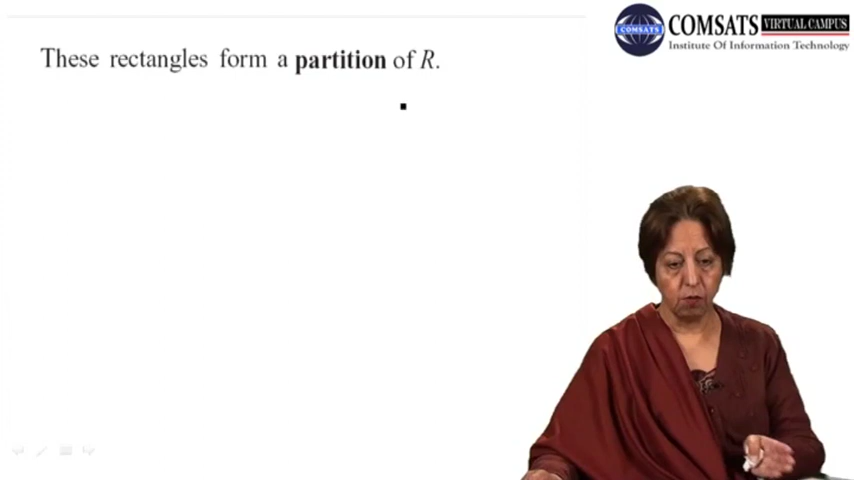 COMSATS VIRTUAL CAMPUS
COMSATS
Institute Of Information Technology
These rectangles form a partition of R.